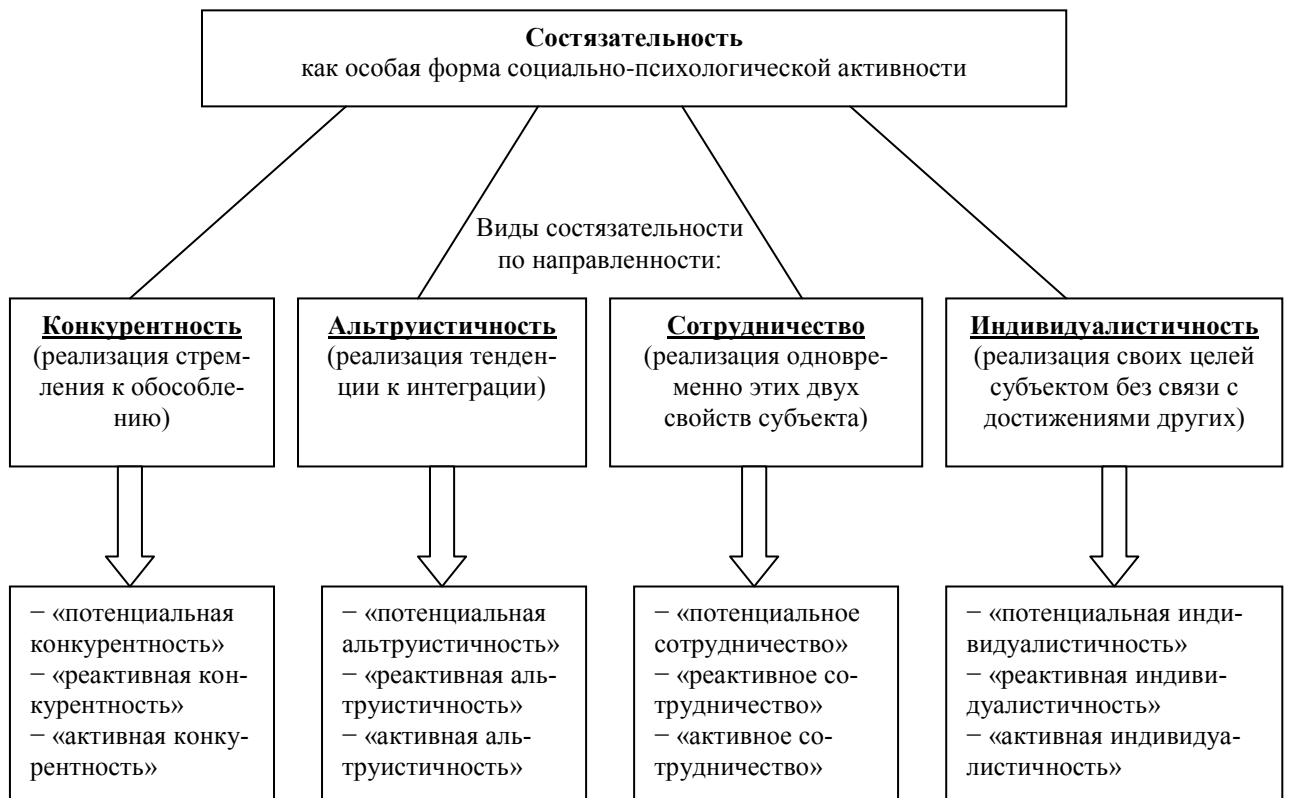 Состязательность
как особая форма социально-психологической активности
Виды состязательности
по направленности:
Конкурентность
(реализация стрем-
ления к обособле-
нию)
Альтруистичность
(реализация тенден-
ции к интеграции)
Сотрудничество
(реализация одновре-
менно этих двух
свойств субъекта)
Индивидуалистичность
(реализация своих целей
субъектом без связи с
достижениями других)
− «потенциальная
конкурентность»
− «реактивная кон-
курентность»
− «активная конку-
рентность»
− «потенциальная
альтруистичность»
− «реактивная аль-
труистичность»
− «активная аль-
труистичность»
− «потенциальное
сотрудничество»
− «реактивное со-
трудничество»
− «активное со-
трудничество»
− «потенциальная инди-
видуалистичность»
− «реактивная индиви-
дуалистичность»
− «активная индивидуа-
листичность»